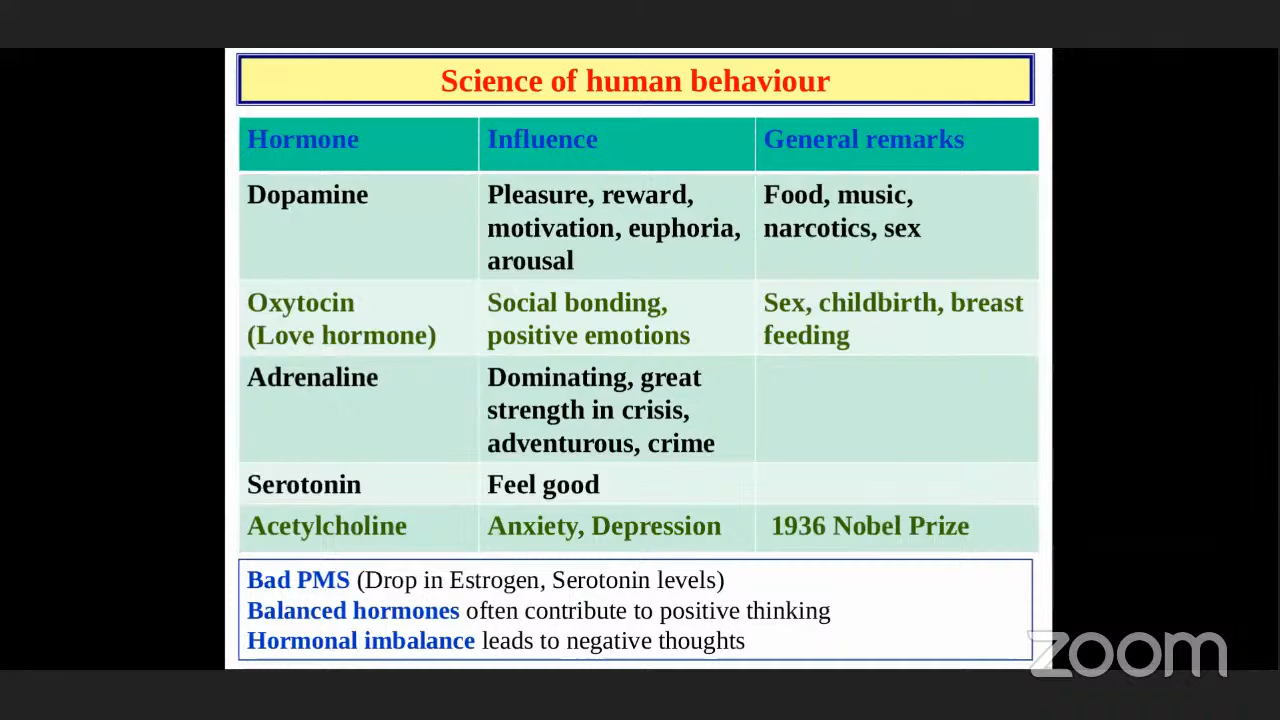 Science of human behaviour
Hormone Influence General remarks
Dopamine Pleasure, reward, Food, music,
motivation, euphoria, narcotics, sex
arousal
Oxytocin Social bonding, Sex, childbirth, breast
(Love hormone) positive emotions feeding
Adrenaline Dominating, great
strength in crisis,
adventurous, crime
Serotonin Feel good
Acetylcholine Anxiety, Depression 1936 Nobel Prize
Bad PMS (Drop in Estrogen, Serotonin levels)
Balanced hormones often contribute to positive thinking
Hormonal imbalance leads to negative thoughts
zoom